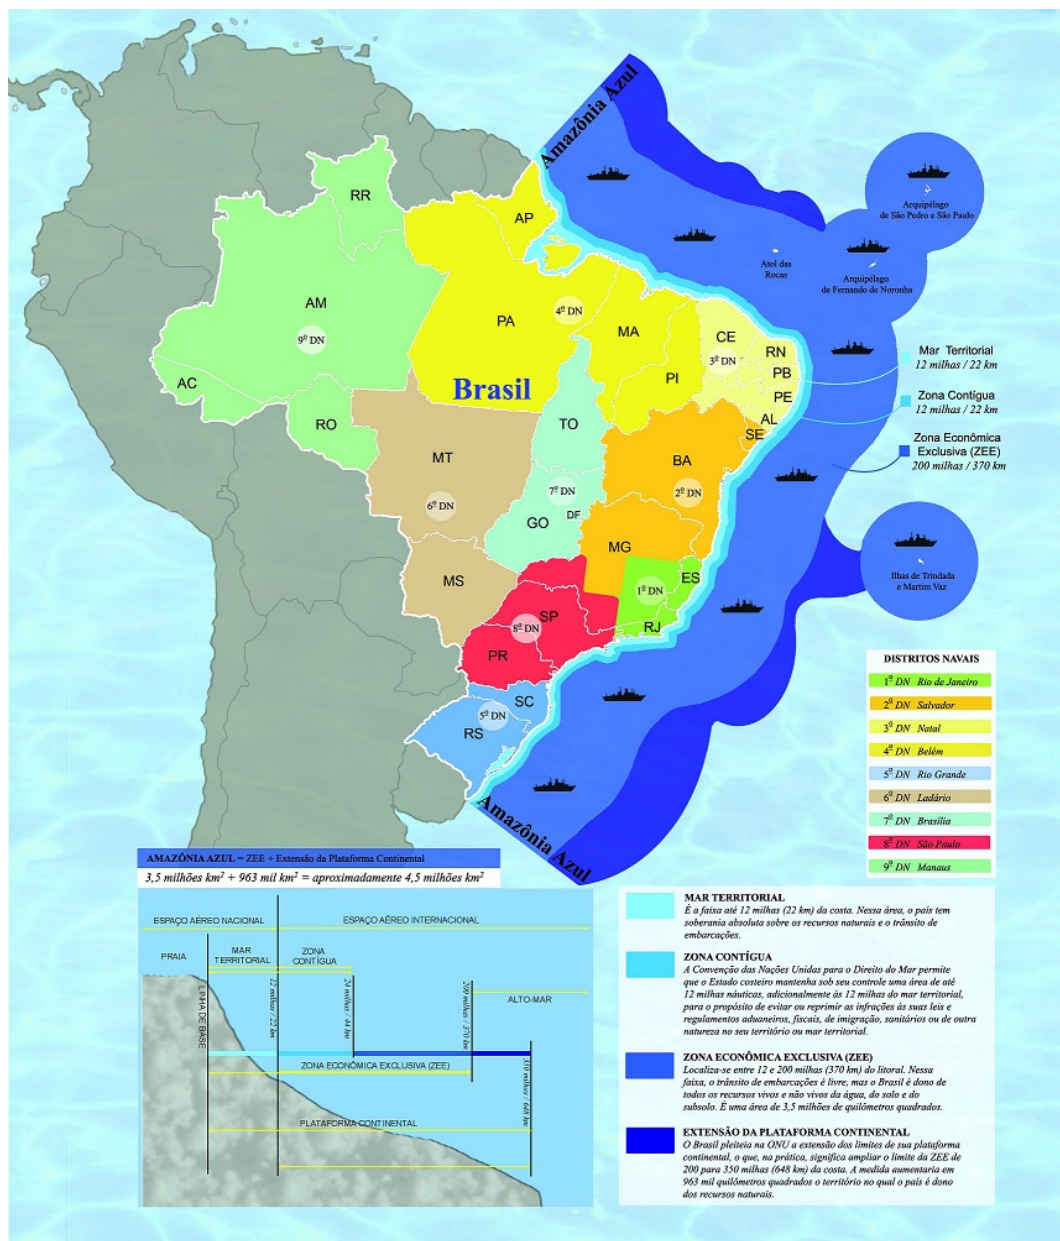 Amazônia Azul
RR
AP
Arquipélago
de São Pedro e São Paulo
Atol das
Rocas
Arquipélago
de Fernando de Noronha
AM
9º DN
PA
4º DN
MA
CE
3º DN
RN
PB
PI
PE
AL
SE
Mar Territorial
12 milhas / 22 km
Zona Contígua
12 milhas / 22 km
Zona Econômica
Exclusiva (ZEE)
200 milhas / 370 km
Brasil
AC
RO
TO
MT
BA
6º DN
7º DN
2º DN
GO
DF
MG
MS
ES
1º DN
Ilhas de Trindada
e Martim Vaz
SP
8º DN
RJ
PR
SC
5º DN
RS
Amazônia Azul
DISTRITOS NAVAIS
1º DN Rio de Janeiro
2º DN Salvador
3º DN Natal
4º DN Belém
5º DN Rio Grande
6º DN Ladário
7º DN Brasília
8º DN São Paulo
9º DN Manaus
AMAZÔNIA AZUL = ZEE + Extensão da Plataforma Continental
3,5 milhões km² + 963 mil km² = aproximadamente 4,5 milhões km²
ESPAÇO AÉREO NACIONAL
ESPAÇO AÉREO INTERNACIONAL
PRAIA
MAR
TERRITORIAL
ZONA
CONTÍGUA
LINHA DE BASE
12 milhas / 22 km
24 milhas / 44 km
200 milhas / 370 km
ALTO-MAR
350 milhas / 648 km
ZONA ECONÔMICA EXCLUSIVA (ZEE)
PLATAFORMA CONTINENTAL
MAR TERRITORIAL
É a faixa até 12 milhas (22 km) da costa. Nessa área, o país tem
soberania absoluta sobre os recursos naturais e o trânsito de
embarcações.
ZONA CONTÍGUA
A Convenção das Nações Unidas para o Direito do Mar permite
que o Estado costeiro mantenha sob seu controle uma área de até
12 milhas náuticas, adicionalmente às 12 milhas do mar territorial,
para o propósito de evitar ou reprimir as infrações às suas leis e
regulamentos aduaneiros, fiscais, de imigração, sanitários ou de outra
natureza no seu território ou mar territorial.
ZONA ECONÔMICA EXCLUSIVA (ZEE)
Localiza-se entre 12 e 200 milhas (370 km) do litoral. Nessa
faixa, o trânsito de embarcações é livre, mas o Brasil é dono de
todos os recursos vivos e não vivos da água, do solo e do
subsolo. É uma área de 3,5 milhões de quilômetros quadrados.
EXTENSÃO DA PLATAFORMA CONTINENTAL
O Brasil pleiteia na ONU a extensão dos limites de sua plataforma
continental, o que, na prática, significa ampliar o limite da ZEE de
200 para 350 milhas (648 km) da costa. A medida aumentaria em
963 mil quilômetros quadrados o território no qual o país é dono
dos recursos naturais.